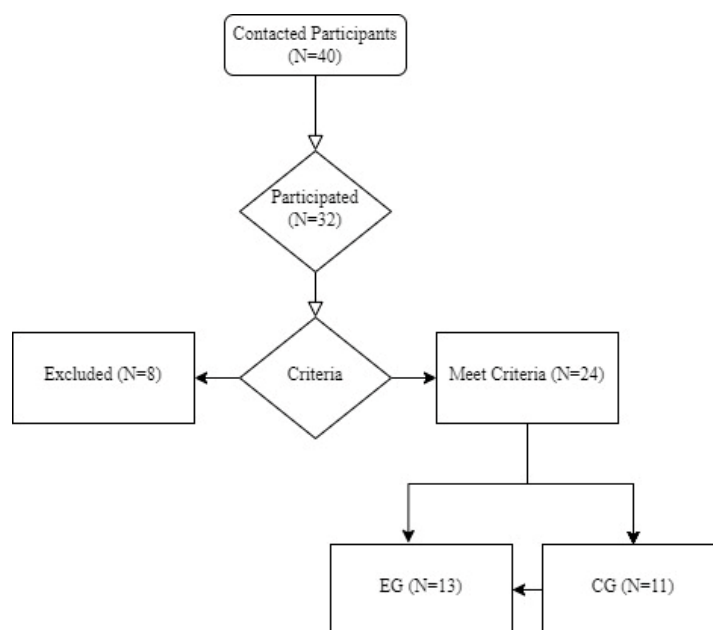 Contacted Participants
(N=40)
Participated
(N=32)
Excluded (N=8)
Criteria
Meet Criteria (N=24)
EG (N=13)
CG (N=11)